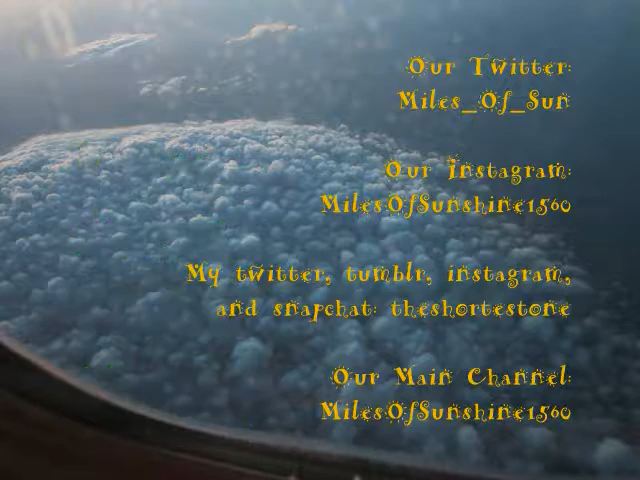 Our Twitter:
Miles_Of_Sun
Our instagram:
MilesOfSunshine1560
My twitter, tumblr, instagram,
and snapchat: theshortestone
Our Main Channel:
MilesOfSunshine1560